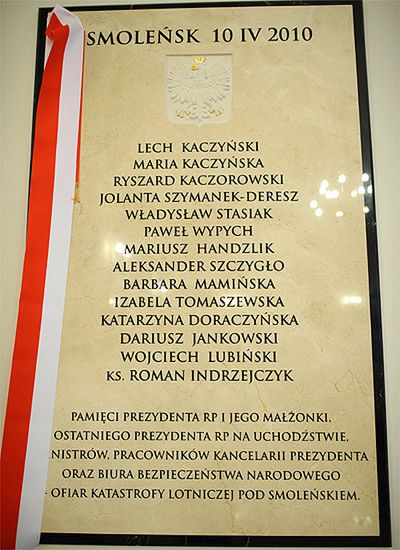 SMOLEŃSK 10 IV 2010
LECH KACZYŃSKI
MARIA KACZYŃSKA
RYSZARD KACZOROWSKI
JOLANTA SZYMANEK-DERESZ
WŁADYSŁAW STASIAK
PAWEŁ WYPYCH
MARIUSZ HANDZLIK
ALEKSANDER SZCZYGŁO
BARBARA MAMIŃSKA
IZABELA TOMASZEWSKA
KATARZYNA DORACZYŃSKA
DARIUSZ JANKOWSKI
WOJCIECH LUBIŃSKI
KS. ROMAN INDRZEJCZYK
PAMIĘCI PREZYDENTA RP I JEGO MAŁŻONKI,
OSTATNIEGO PREZYDENTA RP NA UCHODŹSTWIE,
NISTRÓW, PRACOWNIKÓW KANCELARII PREZYDENTA
ORAZ BIURA BEZPIECZEŃSTWA NARODOWEGO
- OFIAR KATASTROFY LOTNICZEJ POD SMOLEŃSKIEM.